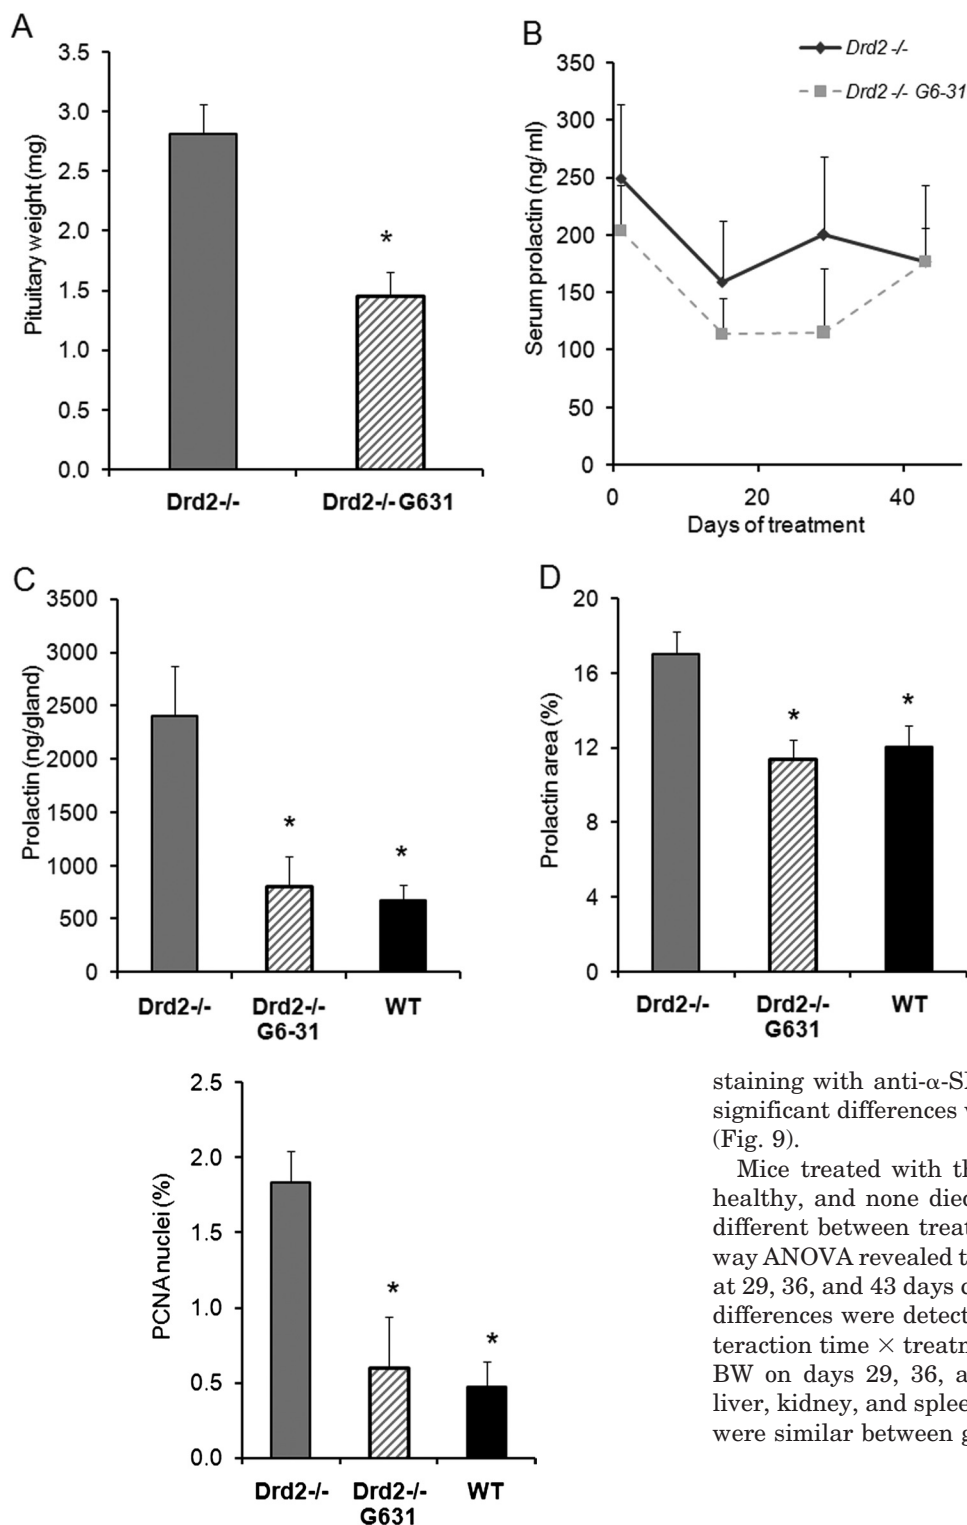 A
3.5
3.0
2.5
2.0
1.5
1.0
0.5
0.0
Pituitary weight (mg)
*
Drd2-/- Drd2-/- G631
B
Drd2 -/-
Drd2 -/- G6-31
350
300
250
200
150
100
50
0
Serum prolactin (ng/ml)
0 20 40
Days of treatment
C
3500
3000
2500
2000
1500
1000
500
0
Prolactin (ng/gland)
* *
Drd2-/- Drd2-/- WT
G6-31
D
20
16
12
8
4
0
Prolactin area (%)
* *
Drd2-/- Drd2-/- WT
G631
2.5
2.0
1.5
1.0
0.5
0.0
PCNA nuclei (%)
* *
Drd2-/- Drd2-/- WT
G631
staining with anti-α-
significant differences
(Fig. 9).
Mice treated with
healthy, and none
different between
way ANOVA revealed
at 29, 36, and 43 days
differences were
teraction time ×
BW on days 29, 36,
liver, kidney, and
were similar between